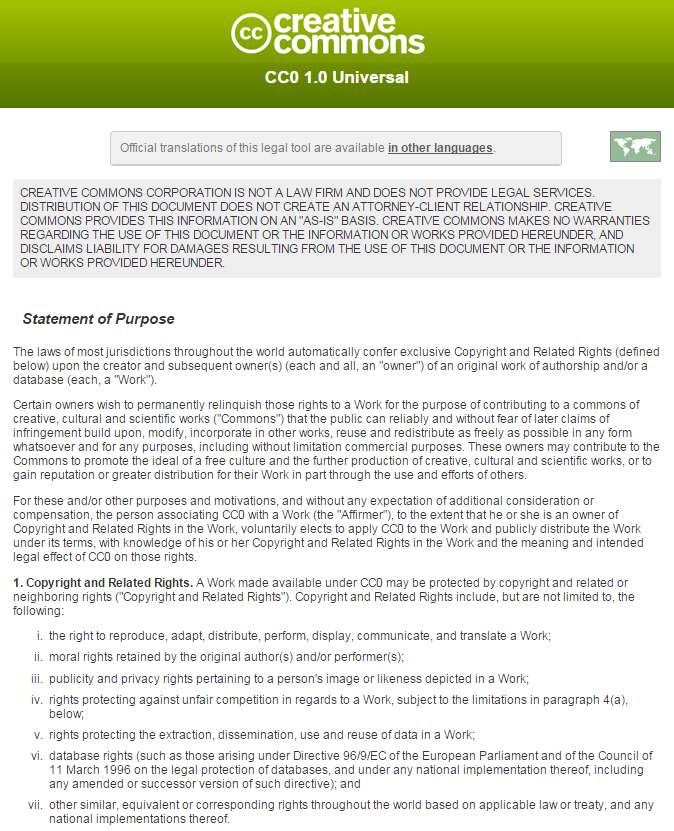 cc creative
commons
CC0 1.0 Universal
Official translations of this legal tool are available in other languages.
CREATIVE COMMONS CORPORATION IS NOT A LAW FIRM AND DOES NOT PROVIDE LEGAL SERVICES.
DISTRIBUTION OF THIS DOCUMENT DOES NOT CREATE AN ATTORNEY-CLIENT RELATIONSHIP. CREATIVE
COMMONS PROVIDES THIS INFORMATION ON AN "AS-IS" BASIS. CREATIVE COMMONS MAKES NO WARRANTIES
REGARDING THE USE OF THIS DOCUMENT OR THE INFORMATION OR WORKS PROVIDED HEREUNDER, AND
DISCLAIMS LIABILITY FOR DAMAGES RESULTING FROM THE USE OF THIS DOCUMENT OR THE INFORMATION
OR WORKS PROVIDED HEREUNDER.
Statement of Purpose
The laws of most jurisdictions throughout the world automatically confer exclusive Copyright and Related Rights (defined
below) upon the creator and subsequent owner(s) (each and all, an "owner") of an original work of authorship and/or a
database (each, a "Work").
Certain owners wish to permanently relinquish those rights to a Work for the purpose of contributing to a commons of
creative, cultural and scientific works ("Commons") that the public can reliably and without fear of later claims of
infringement build upon, modify, incorporate in other works, reuse and redistribute as freely as possible in any form
whatsoever and for any purposes, including without limitation commercial purposes. These owners may contribute to the
Commons to promote the ideal of a free culture and the further production of creative, cultural and scientific works, or to
gain reputation or greater distribution for their Work in part through the use and efforts of others.
For these and/or other purposes and motivations, and without any expectation of additional consideration or
compensation, the person associating CC0 with a Work (the "Affirmer"), to the extent that he or she is an owner of
Copyright and Related Rights in the Work, voluntarily elects to apply CC0 to the Work and publicly distribute the Work
under its terms, with knowledge of his or her Copyright and Related Rights in the Work and the meaning and intended
legal effect of CC0 on those rights.
1. Copyright and Related Rights. A Work made available under CC0 may be protected by copyright and related or
neighboring rights ("Copyright and Related Rights"). Copyright and Related Rights include, but are not limited to, the
following:
i. the right to reproduce, adapt, distribute, perform, display, communicate, and translate a Work;
ii. moral rights retained by the original author(s) and/or performer(s);
iii. publicity and privacy rights pertaining to a person's image or likeness depicted in a Work;
iv. rights protecting against unfair competition in regards to a Work, subject to the limitations in paragraph 4(a),
below;
v. rights protecting the extraction, dissemination, use and reuse of data in a Work;
vi. database rights (such as those arising under Directive 96/9/EC of the European Parliament and of the Council of
11 March 1996 on the legal protection of databases, and under any national implementation thereof, including
any amended or successor version of such directive); and
vii. other similar, equivalent or corresponding rights throughout the world based on applicable law or treaty, and any
national implementations thereof.